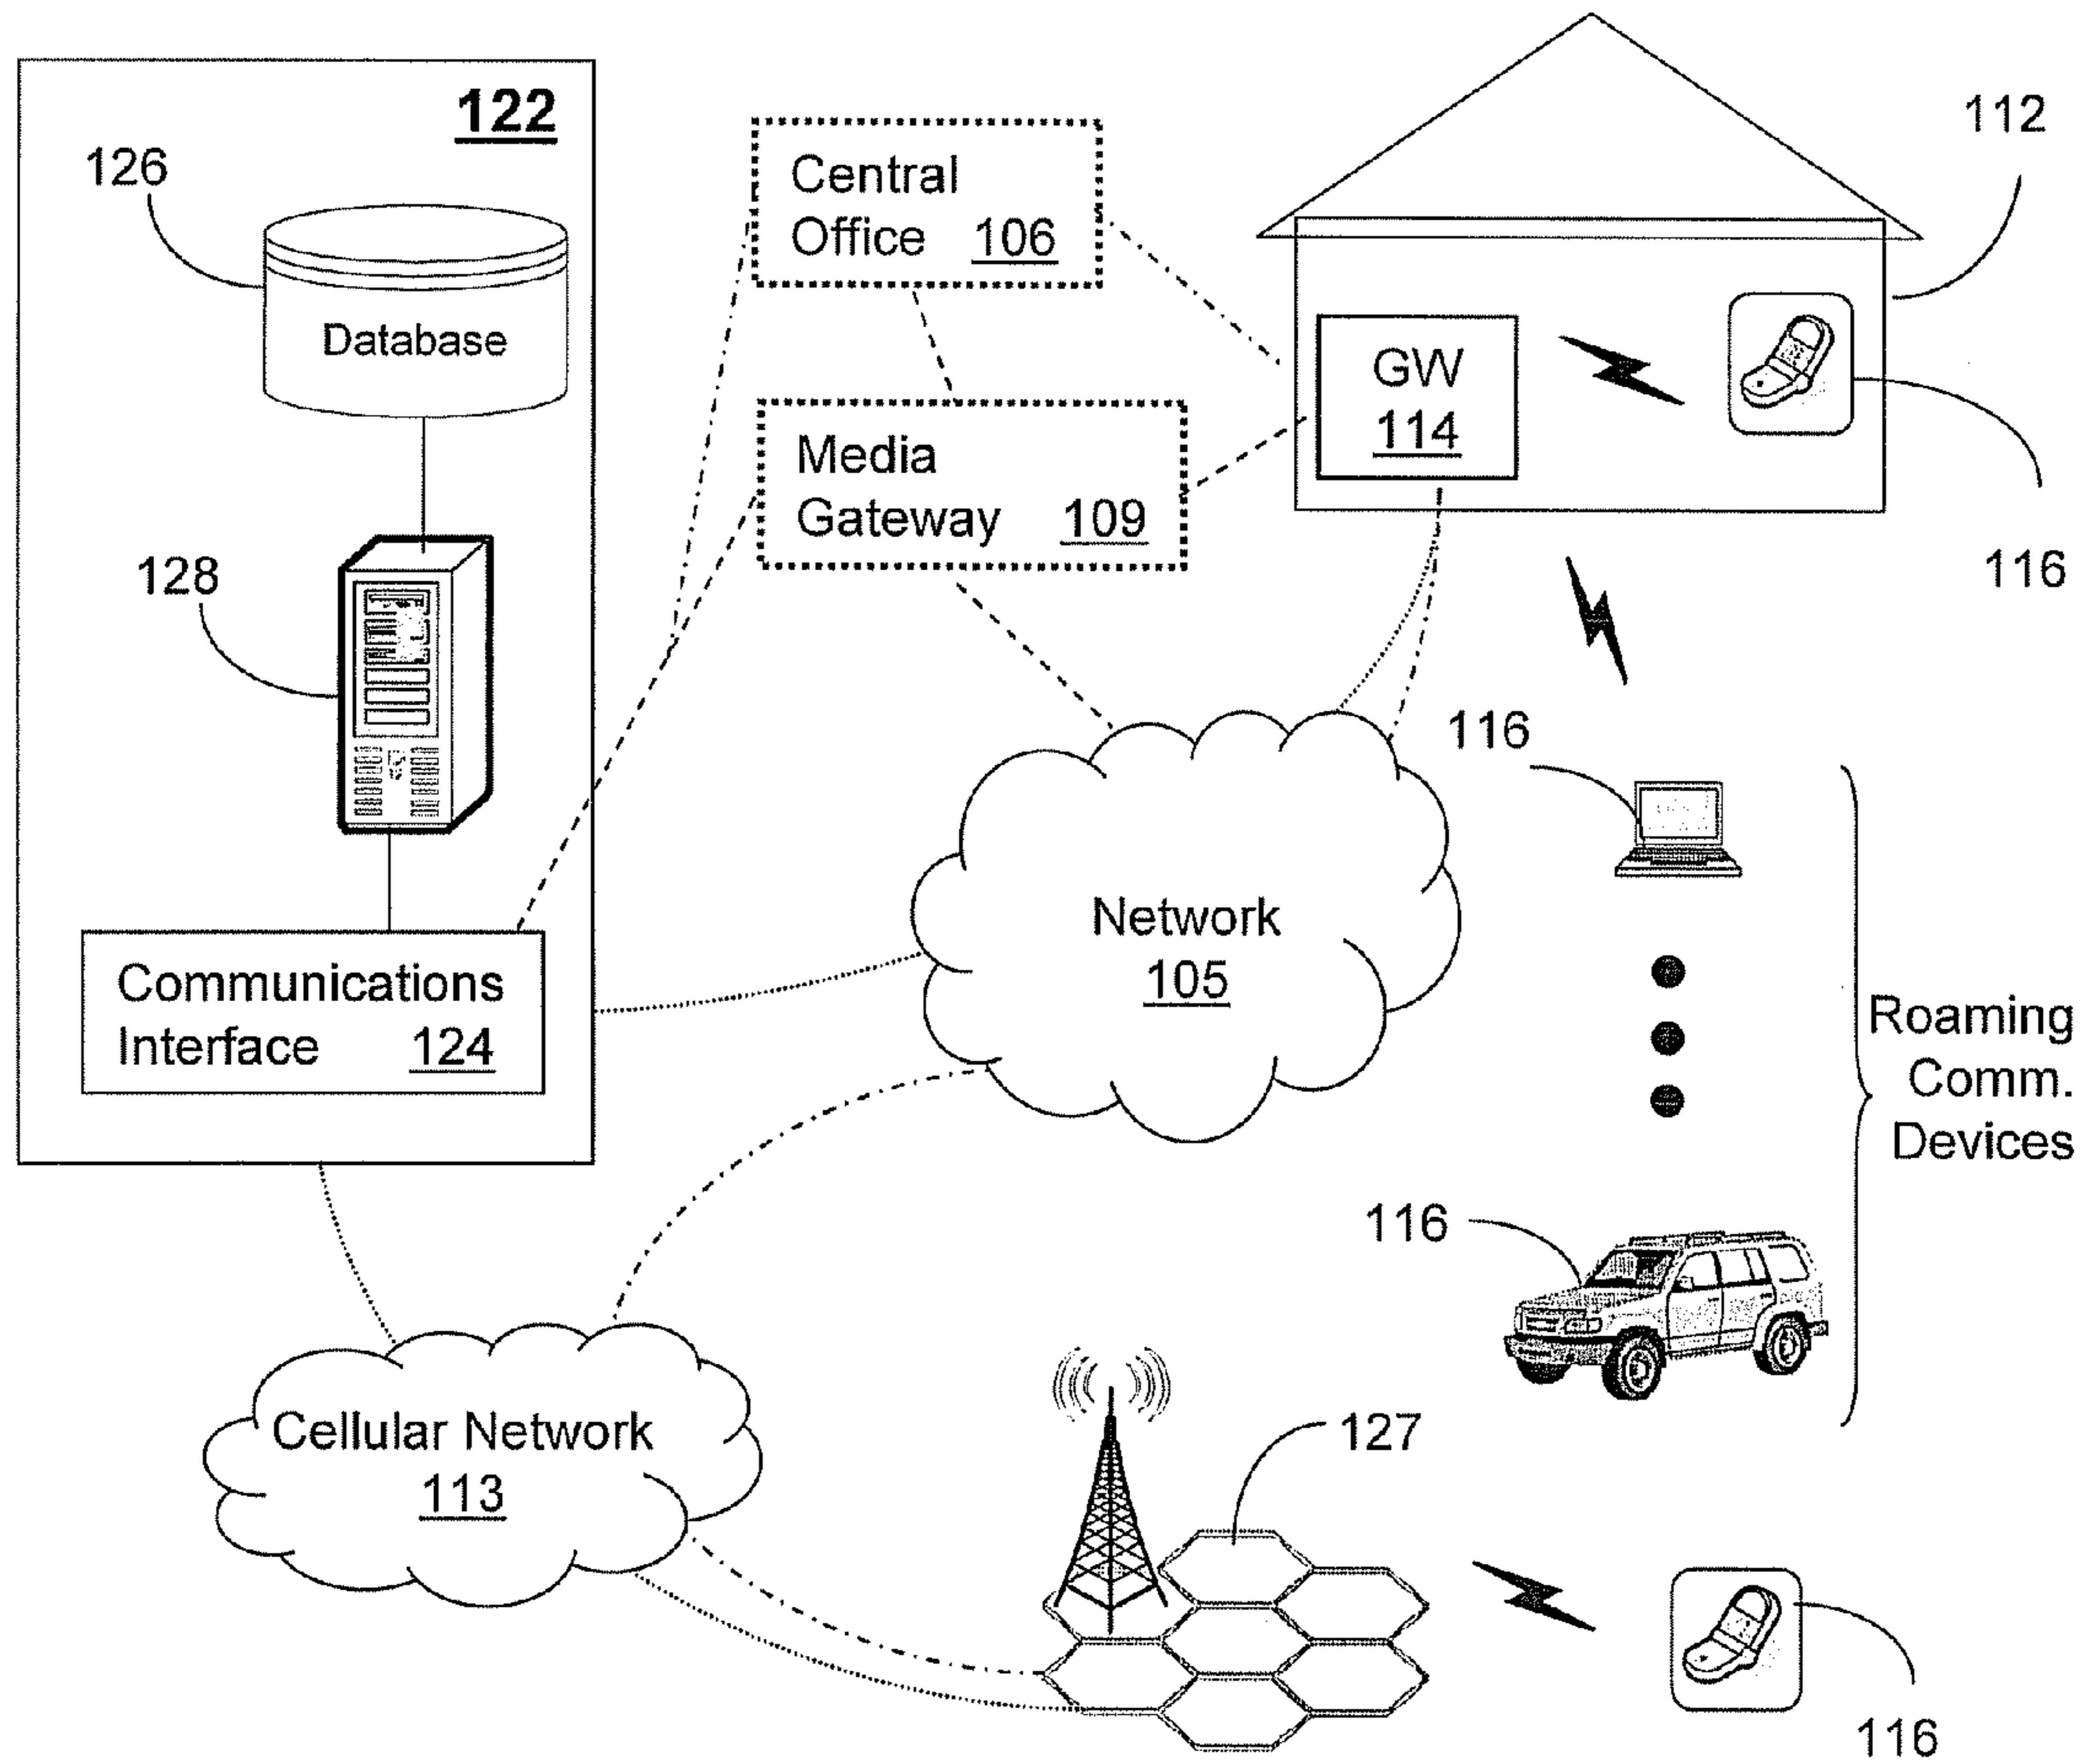 122
126
Database
128
Communications
Interface 124
Central
Office 106
Media
Gateway 109
112
GW
114
116
116
Network
105
Roaming
Comm.
Devices
116
Cellular Network
113
127
116